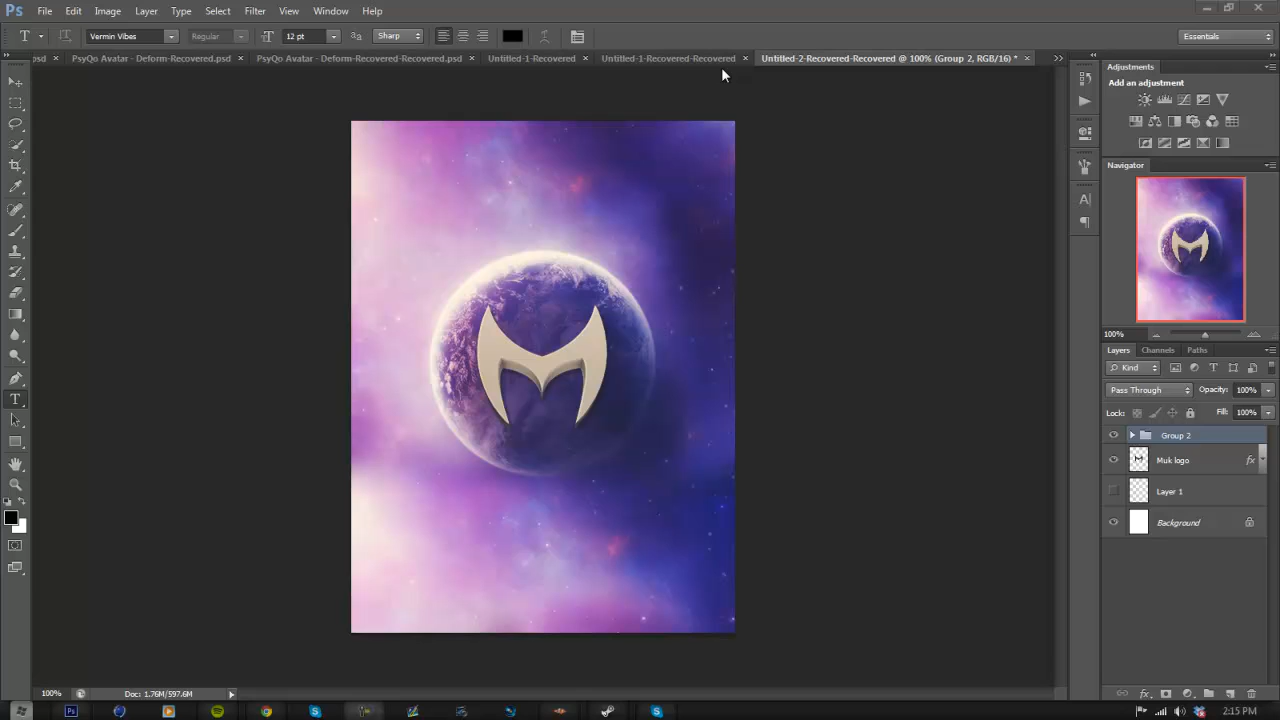 Ps File Edit Image Layer Type Select Filter View Window Help
T Vermin Vibes Regular 12 pt aa Sharp Essentials
psd × PsyQo Avatar - Deform-Recovered.psd × PsyQo Avatar - Deform-Recovered-Recovered.psd × Untitled-1-Recovered × Untitled-1-Recovered-Recovered × Untitled-2-Recovered-Recovered @ 100% (Group 2, RGB/16) * ×
Adjustments
Add an adjustment
Navigator
100%
Layers Channels Paths
Kind
Pass Through Opacity: 100%
Lock: Fill: 100%
Group 2
Muk logo fx
Layer 1
Background
100% Doc: 1.76M/597.6M
2:15 PM